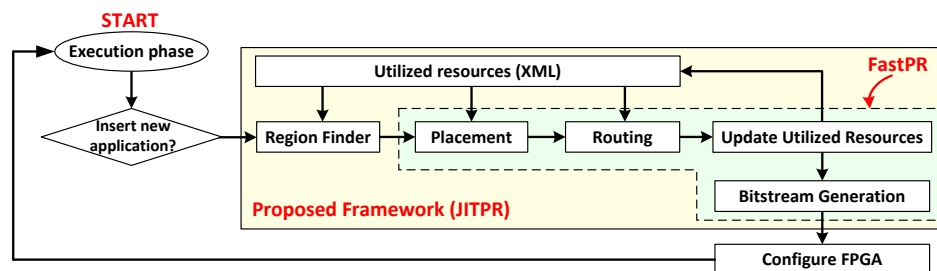 START
Execution phase
Utilized resources (XML)
FastPR
Insert new
application?
Region Finder
Placement
Routing
Update Utilized Resources
Bitstream Generation
Proposed Framework (JITPR)
Configure FPGA